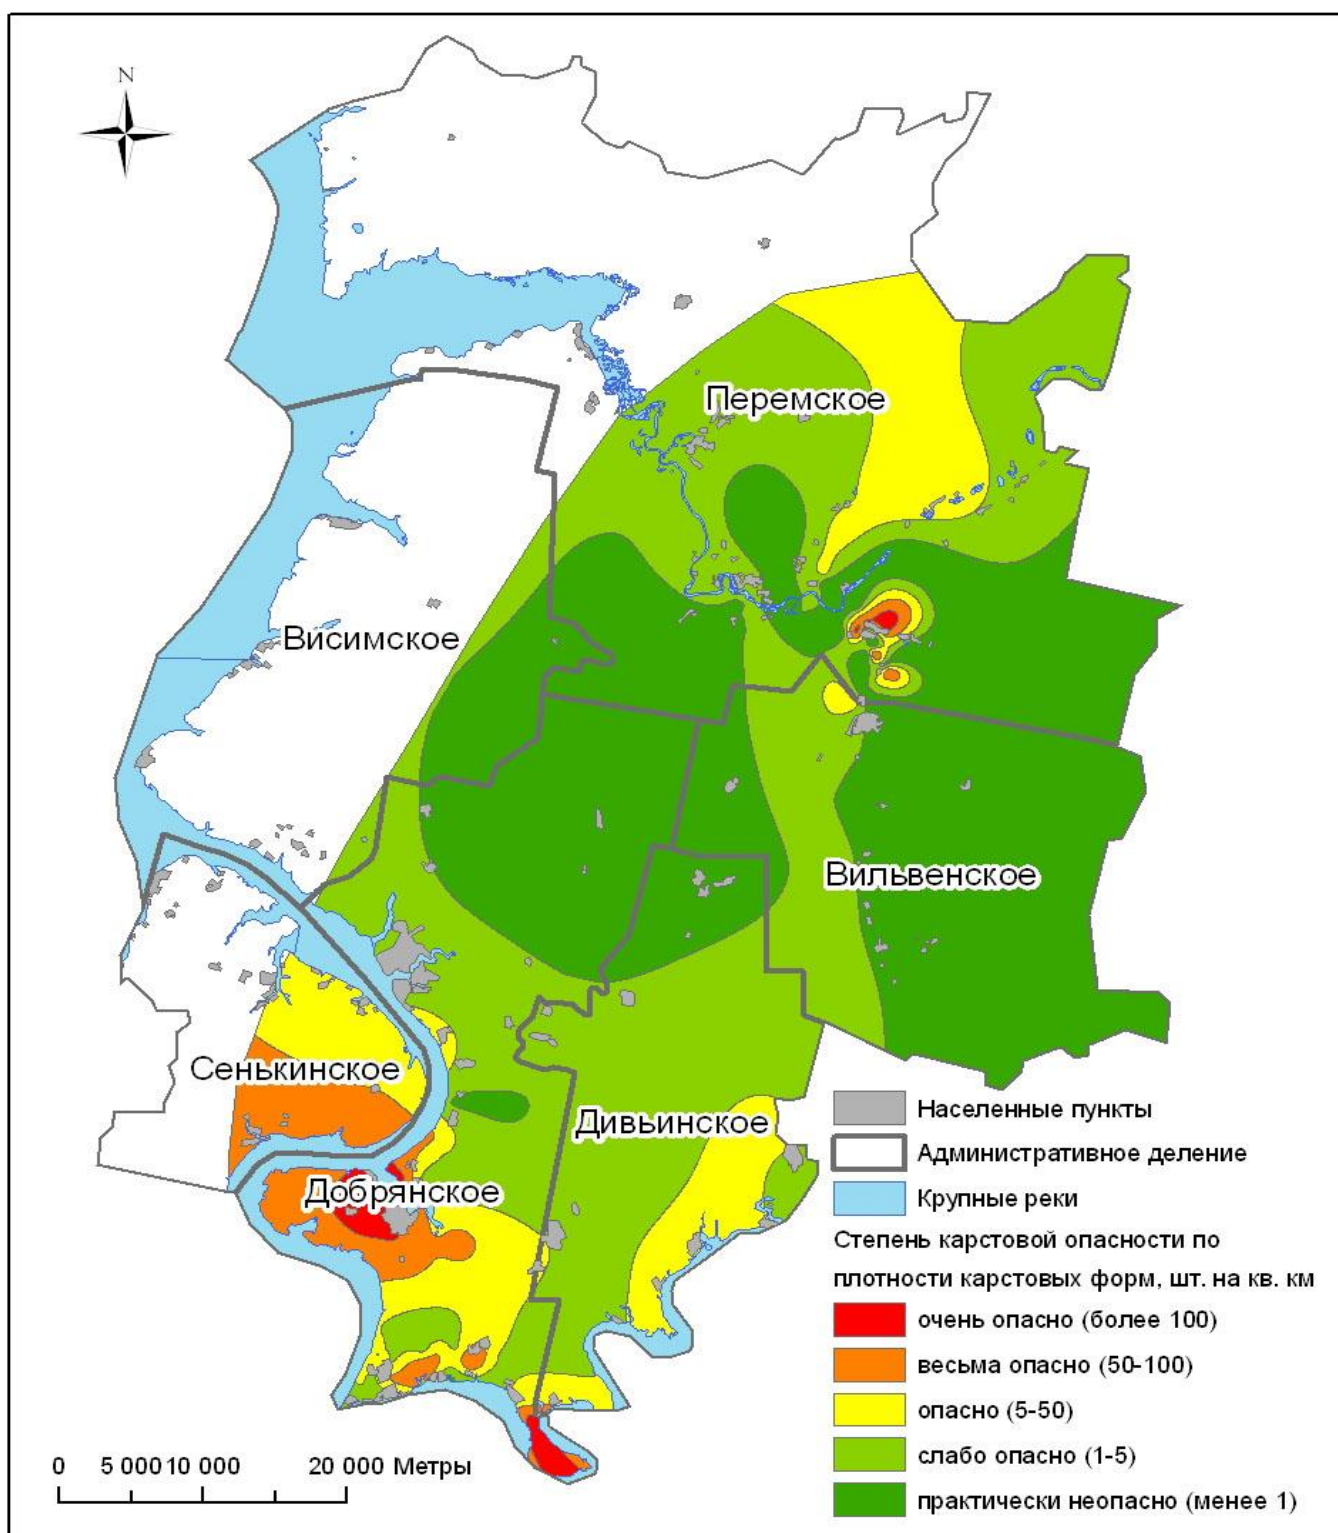 N
Перемское
Висимское
Вильвенское
Сенькинское
Дивьинское
Добрянское
Населенные пункты
Административное деление
Крупные реки
Степень карстовой опасности по
плотности карстовых форм, шт. на кв. км
очень опасно (более 100)
весьма опасно (50-100)
опасно (5-50)
слабо опасно (1-5)
практически неопасно (менее 1)
0 5 000 10 000 20 000 Метры